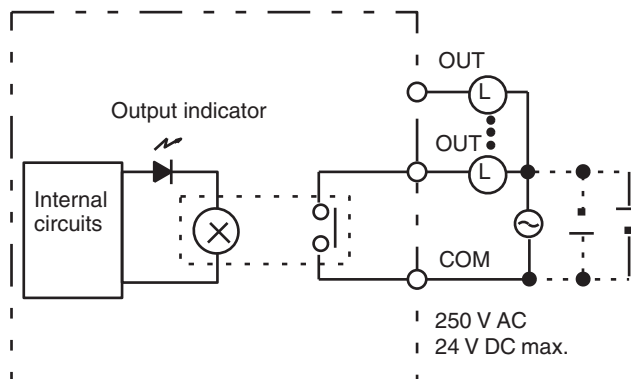 OUT
L
Output indicator
OUT
L
Internal
circuits
COM
250 V AC
24 V DC max.